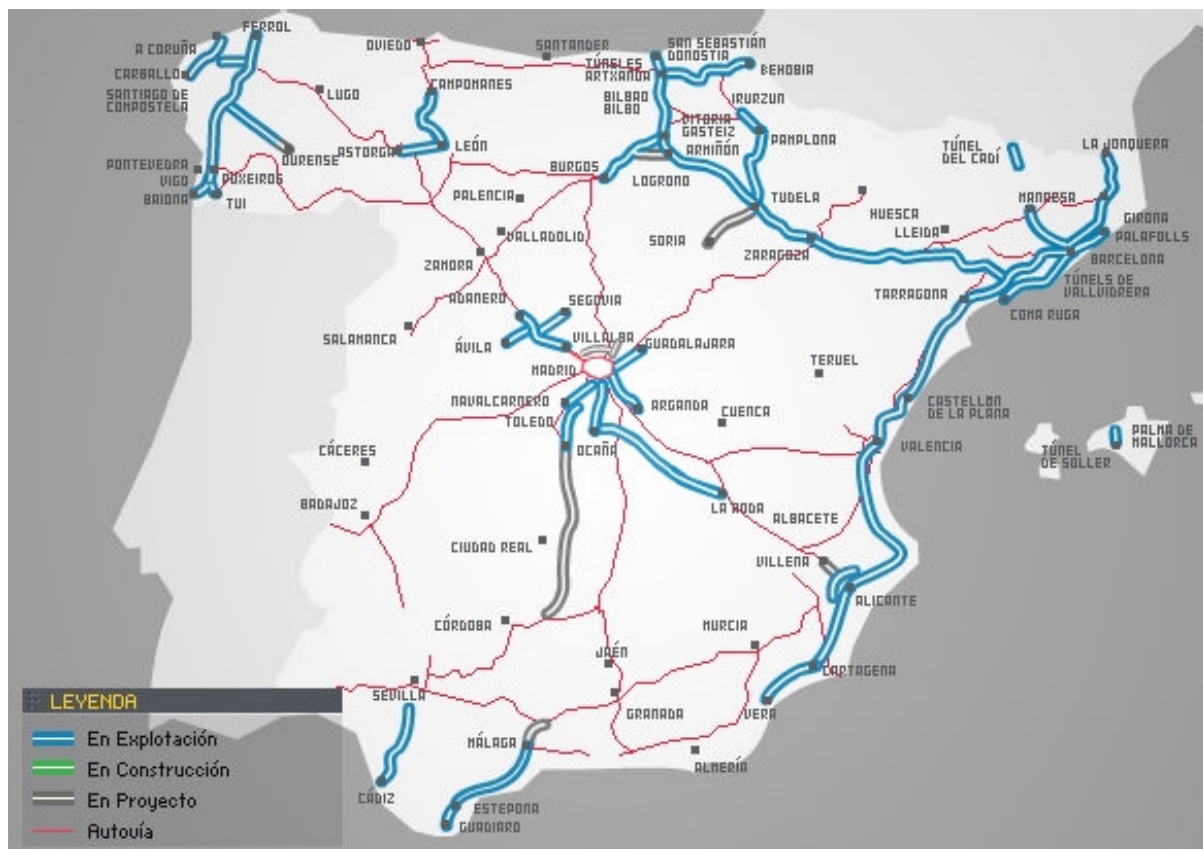 FERROL
A CORUÑA
CARBALLO
SANTIAGO DE
COMPOSTELA
LUGO
OVIEDO
CAMPOMANES
SANTANDER
SAN SEBASTIÁN
DONOSTIA
TÚNELES
ARTXANDA
BEHOBIA
BILBAO
BILBO
IRURZUN
VITORIA
GASTEIZ
ARMIÑÓN
PAMPLONA
PONTEVEDRA
VIGO
BAIONA
PUXEIROS
TUI
OURENSE
ASTORGA
LEÓN
BURGOS
LOGRONO
PALENCIA
VALLADOLID
ZAMORA
SORIA
TUDELA
ZARAGOZA
HUESCA
LLEIDA
TÚNEL
DEL CADÍ
LA JONQUERA
MANRESA
GIRONA
PALAFOLLS
BARCELONA
TÚNELS DE
VALLVIDRERA
TARRAGONA
COMA RUGA
ADANERO
SEGOVIA
SALAMANCA
ÁVILA
VILLALBA
GUADALAJARA
MADRID
NAVALCARNERO
TOLEDO
OCAÑA
ARGANDA
CUENCA
TERUEL
CASTELLON
DE LA PLANA
VALENCIA
PALMA DE
MALLORCA
TÚNEL
DE SOLLER
CÁCERES
BADAJOZ
CIUDAD REAL
LA RODA
ALBACETE
VILLENA
ALICANTE
CÓRDOBA
JAÉN
MURCIA
CARTAGENA
SEVILLA
GRANADA
VERA
MÁLAGA
ALMERÍA
CÁDIZ
ESTEPONA
GUADIARO
LEYENDA
En Explotación
En Construcción
En Proyecto
Autovía